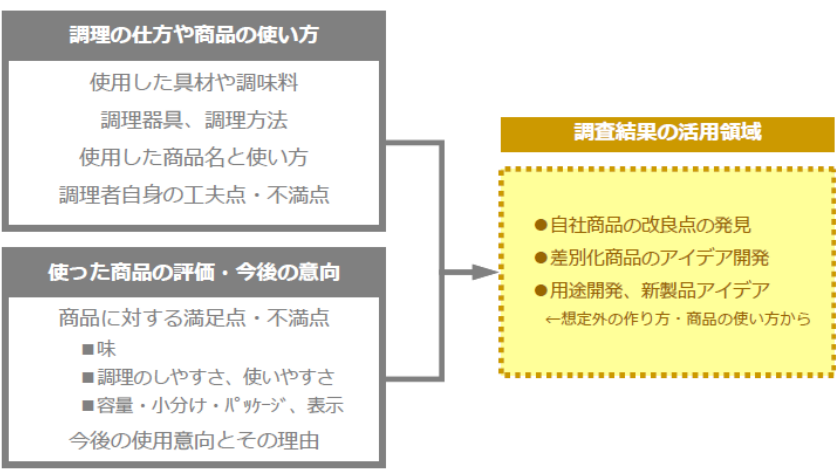 調理の仕方や商品の使い方
使用した具材や調味料
調理器具、調理方法
使用した商品名と使い方
調理者自身の工夫点・不満点
使った商品の評価・今後の意向
商品に対する満足点・不満点
■味
■調理のしやすさ、使いやすさ
■容量・小分け・ﾊﾟｯｹｰｼﾞ、表示
今後の使用意向とその理由
調査結果の活用領域
●自社商品の改良点の発見
●差別化商品のアイデア開発
●用途開発、新製品アイデア
←想定外の作り方・商品の使い方から